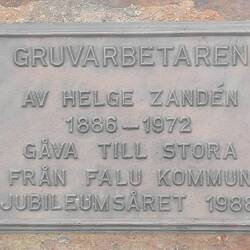 GRUVARBETAREN
AV HELGE ZANDÉN
1886-1972
GÅVA TILL STORA
FRÅN FALU KOMMUN
JUBILEUMSÅRET 1988